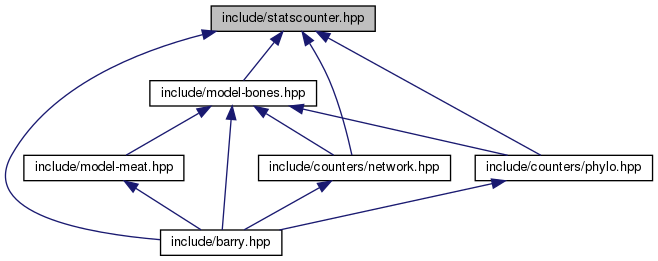 include/statscounter.hpp
include/model-bones.hpp
include/model-meat.hpp
include/counters/network.hpp
include/counters/phylo.hpp
include/barry.hpp